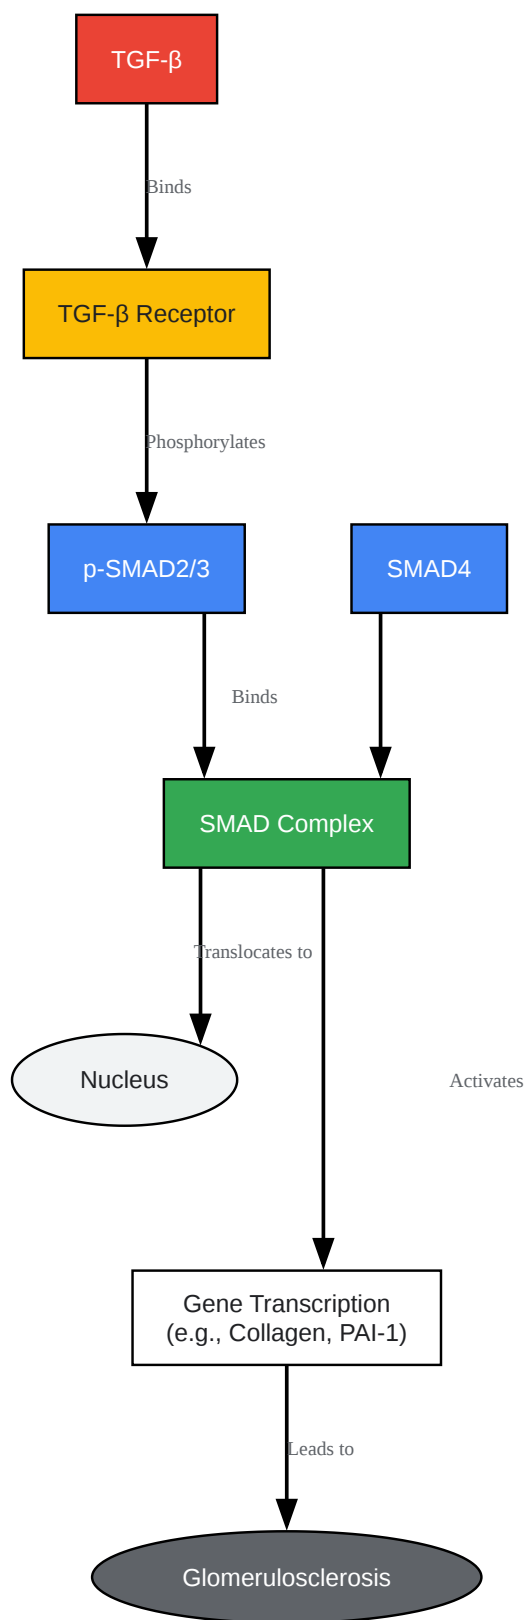 TGF-β
Binds
TGF-β Receptor
Phosphorylates
p-SMAD2/3
SMAD4
Binds
SMAD Complex
Translocates to
Nucleus
Activates
Gene Transcription
(e.g., Collagen, PAI-1)
Leads to
Glomerulosclerosis